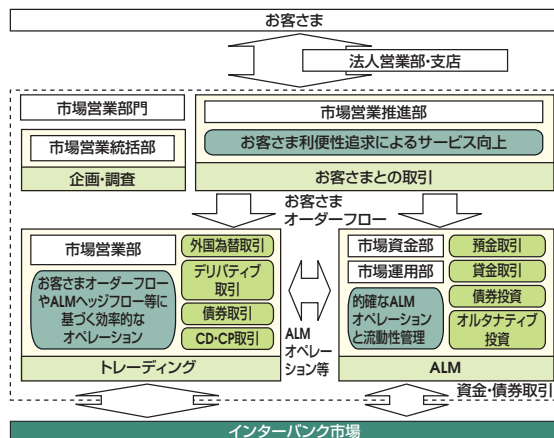 お客さま
法人営業部・支店
市場営業部門
市場営業統括部
企画・調査
市場営業推進部
お客さま利便性追求によるサービス向上
お客さまとの取引
お客さま
オーダーフロー
市場営業部
お客さまオーダーフロー
やALMヘッジフロー等に
基づく効率的な
オペレーション
外国為替取引
デリバティブ
取引
債券取引
CD・CP取引
トレーディング
ALM
オペレー
ション等
市場資金部
市場運用部
的確なALM
オペレーション
と流動性管理
預金取引
貸金取引
債券投資
オルタナティブ
投資
ALM
資金・債券取引
インターバンク市場